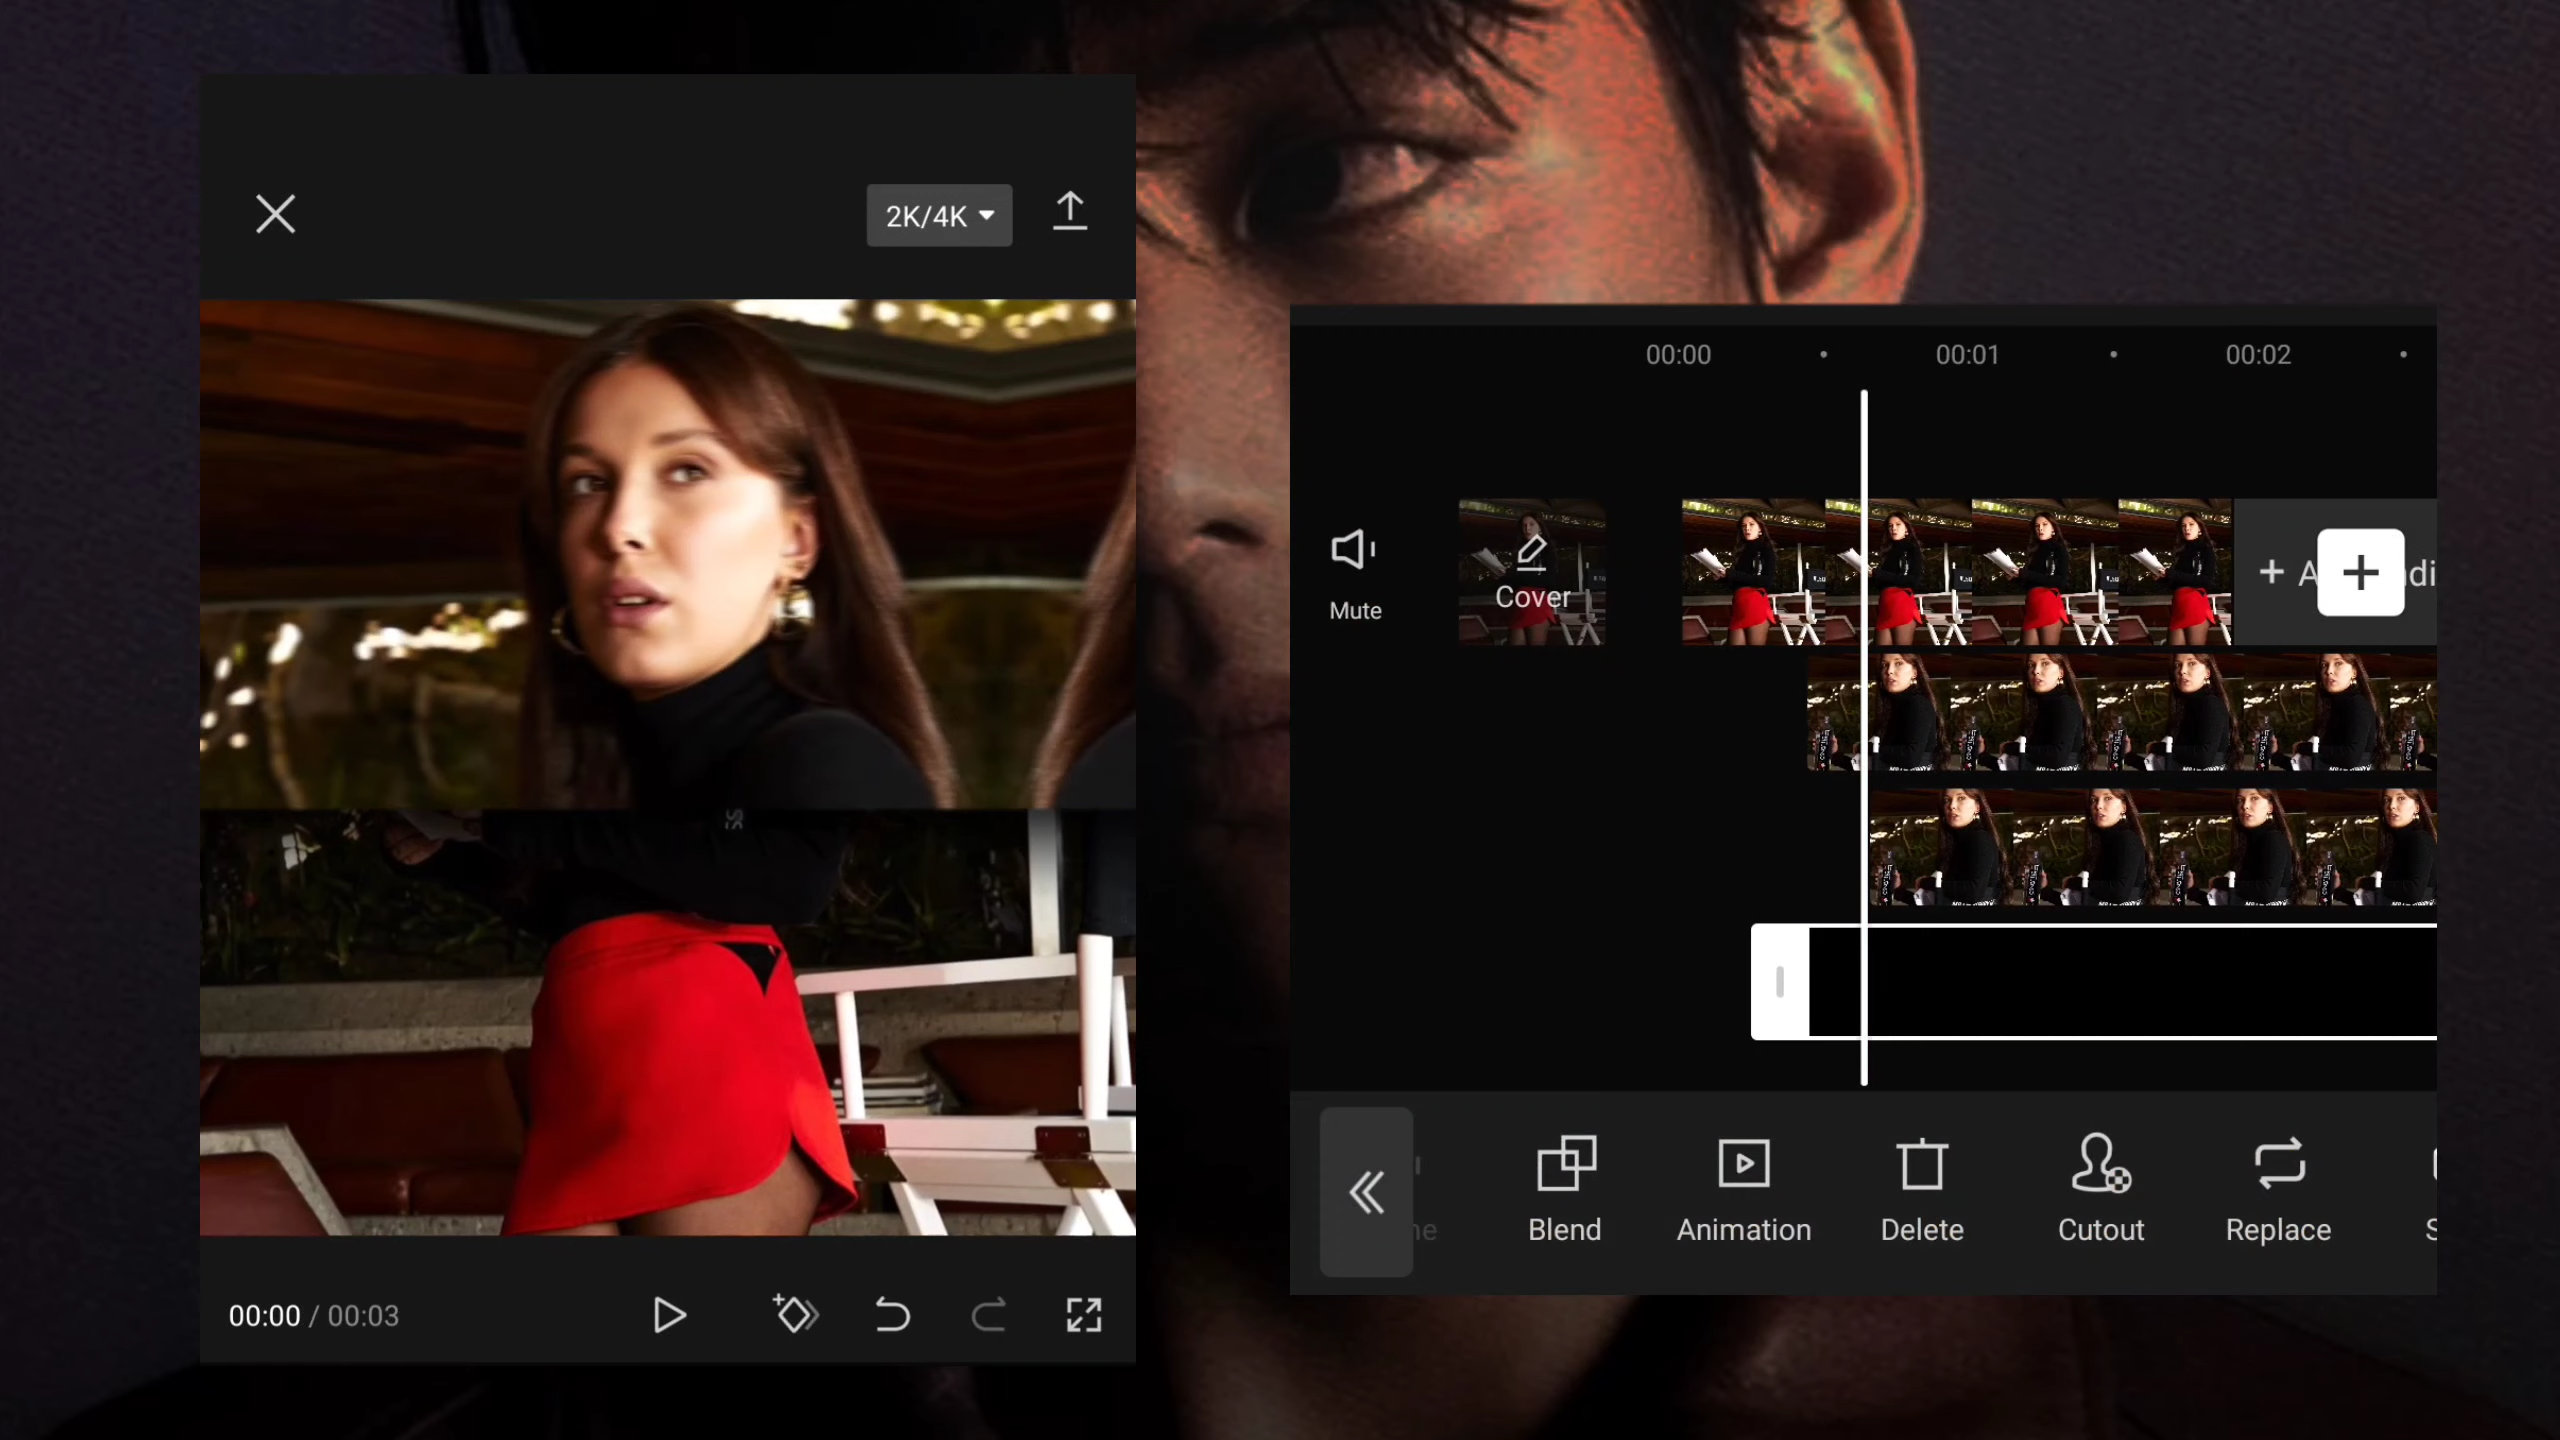 2K/4K
00:00 / 00:03
00:00
00:01
00:02
Mute
Cover
Blend
Animation
Delete
Cutout
Replace